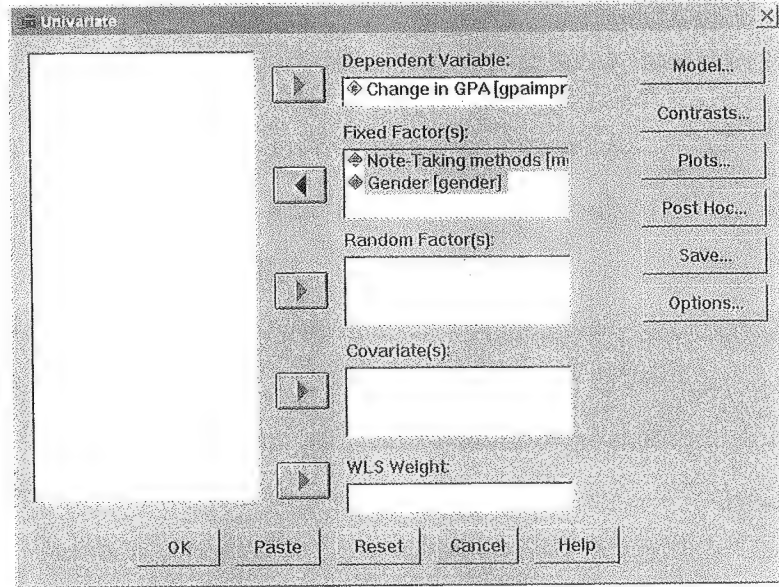 Univariate
Dependent Variable:
Change in GPA [gpaimpr
Fixed Factor(s):
Note-Taking methods [m
Gender [gender]
Random Factor(s):
Covariate(s):
WLS Weight:
Model...
Contrasts...
Plots...
Post Hoc...
Save...
Options...
OK
Paste
Reset
Cancel
Help